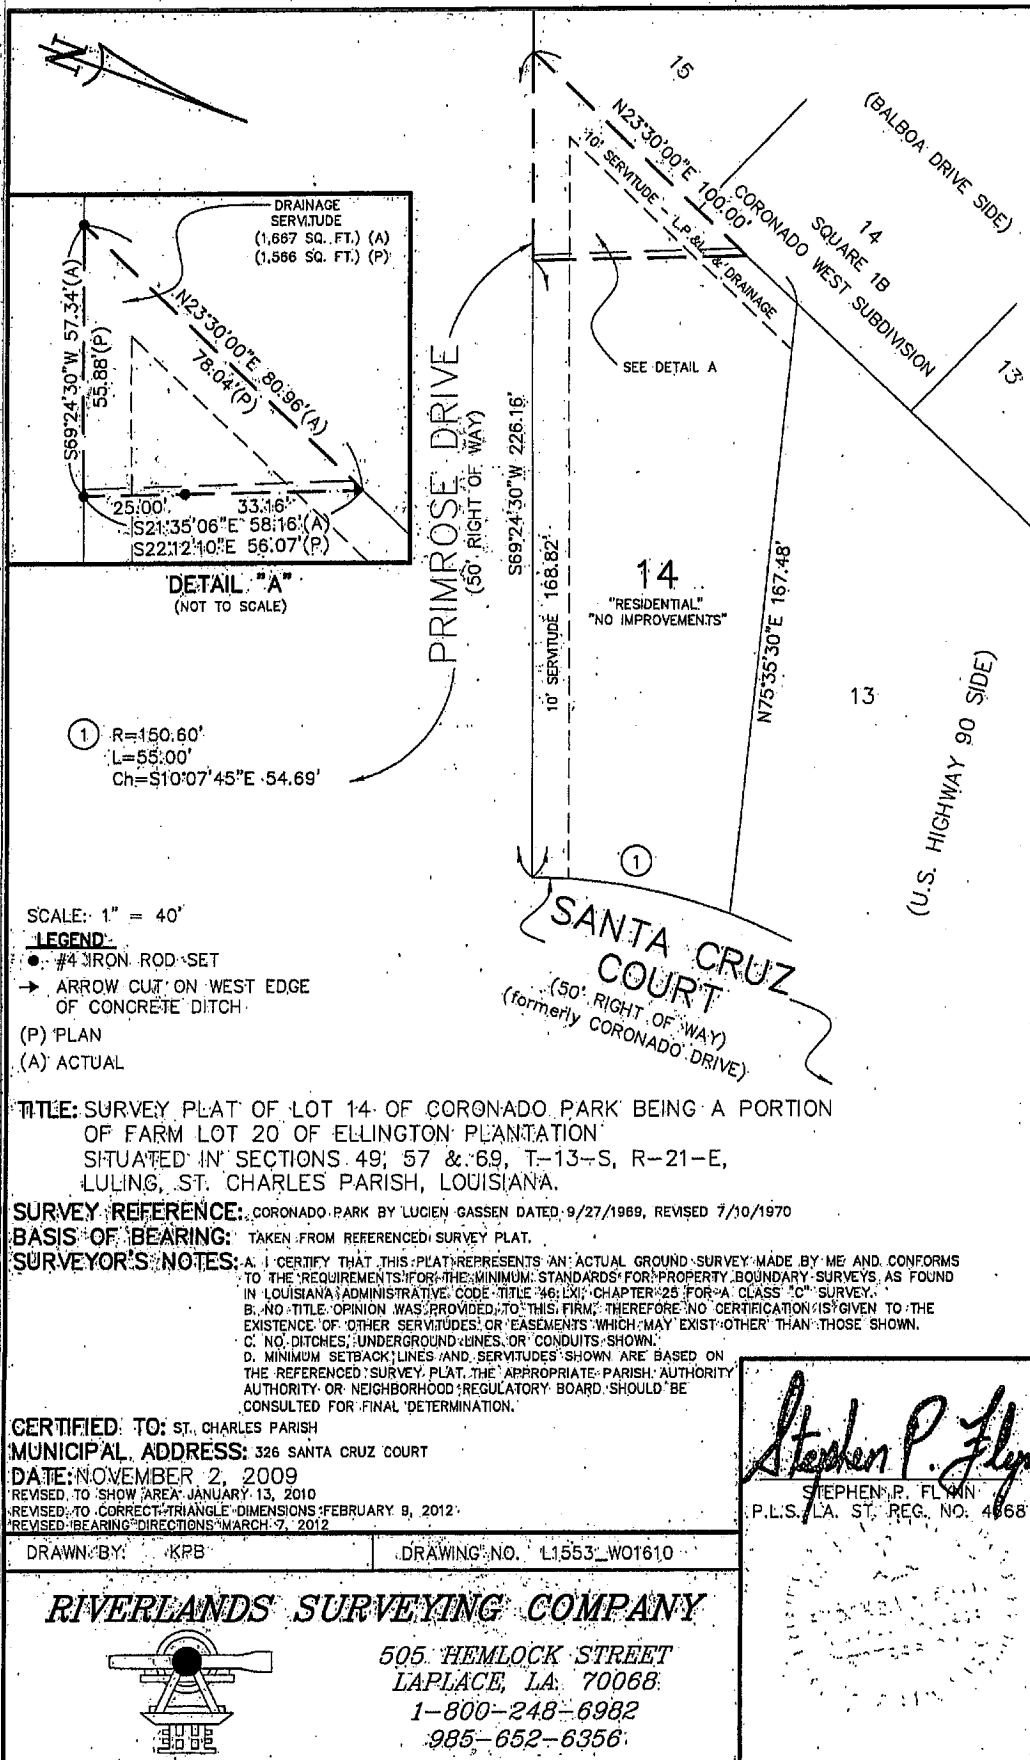 N
15
(BALBOA DRIVE SIDE)
N23°30'00"E 100.00'
10' SERVITUDE - L.P.&L. & DRAINAGE
CORONADO WEST SUBDIVISION
SQUARE 1B
14
13
DRAINAGE
SERVITUDE
(1,667 SQ. FT.) (A)
(1,566 SQ. FT.) (P)
S69°24'30"W 57.34'(A)
55.88'(P)
N23°30'00"E 80.96'(A)
78.04'(P)
25.00'
33.16'
S21°35'06"E 58.16'(A)
S22°12'10"E 56.07'(P)
DETAIL "A"
(NOT TO SCALE)
SEE DETAIL A
PRIMROSE DRIVE
(50' RIGHT OF WAY)
S69°24'30"W 226.16'
10' SERVITUDE 168.82'
14
"RESIDENTIAL"
"NO IMPROVEMENTS"
N75°35'30"E 167.48'
13
(U.S. HIGHWAY 90 SIDE)
1 R=150.60'
L=55.00'
Ch=S10°07'45"E 54.69'
1
SANTA CRUZ
COURT
(50' RIGHT OF WAY)
(formerly CORONADO DRIVE)
SCALE: 1" = 40'
LEGEND
#4 IRON ROD SET
ARROW CUT ON WEST EDGE
OF CONCRETE DITCH
(P) PLAN
(A) ACTUAL
TITLE: SURVEY PLAT OF LOT 14 OF CORONADO PARK BEING A PORTION
OF FARM LOT 20 OF ELLINGTON PLANTATION
SITUATED IN SECTIONS 49, 57 & 69, T-13-S, R-21-E,
LULING, ST. CHARLES PARISH, LOUISIANA.
SURVEY REFERENCE: CORONADO PARK BY LUCIEN GASSEN DATED 9/27/1969, REVISED 7/10/1970
BASIS OF BEARING: TAKEN FROM REFERENCED SURVEY PLAT.
SURVEYOR'S NOTES: A. I CERTIFY THAT THIS PLAT REPRESENTS AN ACTUAL GROUND SURVEY MADE BY ME AND CONFORMS
TO THE REQUIREMENTS FOR THE MINIMUM STANDARDS FOR PROPERTY BOUNDARY SURVEYS AS FOUND
IN LOUISIANA ADMINISTRATIVE CODE TITLE 46:LXI, CHAPTER 25 FOR A CLASS "C" SURVEY.
B. NO TITLE OPINION WAS PROVIDED TO THIS FIRM, THEREFORE NO CERTIFICATION IS GIVEN TO THE
EXISTENCE OF OTHER SERVITUDES OR EASEMENTS WHICH MAY EXIST OTHER THAN THOSE SHOWN.
C. NO DITCHES, UNDERGROUND LINES, OR CONDUITS SHOWN.
D. MINIMUM SETBACK LINES AND SERVITUDES SHOWN ARE BASED ON
THE REFERENCED SURVEY PLAT. THE APPROPRIATE PARISH AUTHORITY
AUTHORITY OR NEIGHBORHOOD REGULATORY BOARD SHOULD BE
CONSULTED FOR FINAL DETERMINATION.
CERTIFIED TO: ST. CHARLES PARISH
MUNICIPAL ADDRESS: 326 SANTA CRUZ COURT
DATE: NOVEMBER 2, 2009
REVISED TO SHOW AREA JANUARY 13, 2010
REVISED TO CORRECT TRIANGLE DIMENSIONS FEBRUARY 9, 2012
REVISED BEARING DIRECTIONS MARCH 7, 2012
Stephen P. Flyn
STEPHEN P. FLYNN
P.L.S. LA. ST. REG. NO. 4668
DRAWN BY: KPB DRAWING NO. L1553_W01610
RIVERLANDS SURVEYING COMPANY
505 HEMLOCK STREET
LAPLACE, LA. 70068
1-800-248-6982
985-652-6356